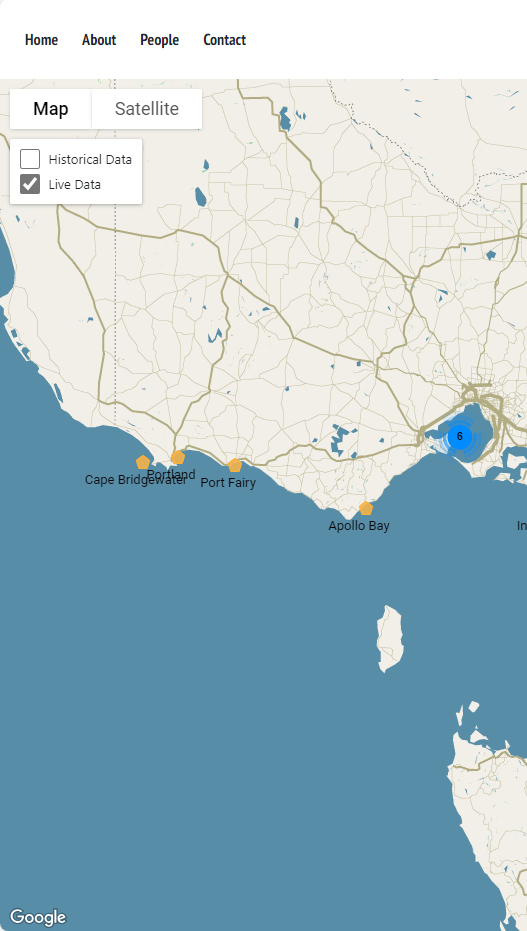 Home About People Contact
Map Satellite
Historical Data
Live Data
6
Portland
Cape Bridgewater
Port Fairy
Apollo Bay
In
Google